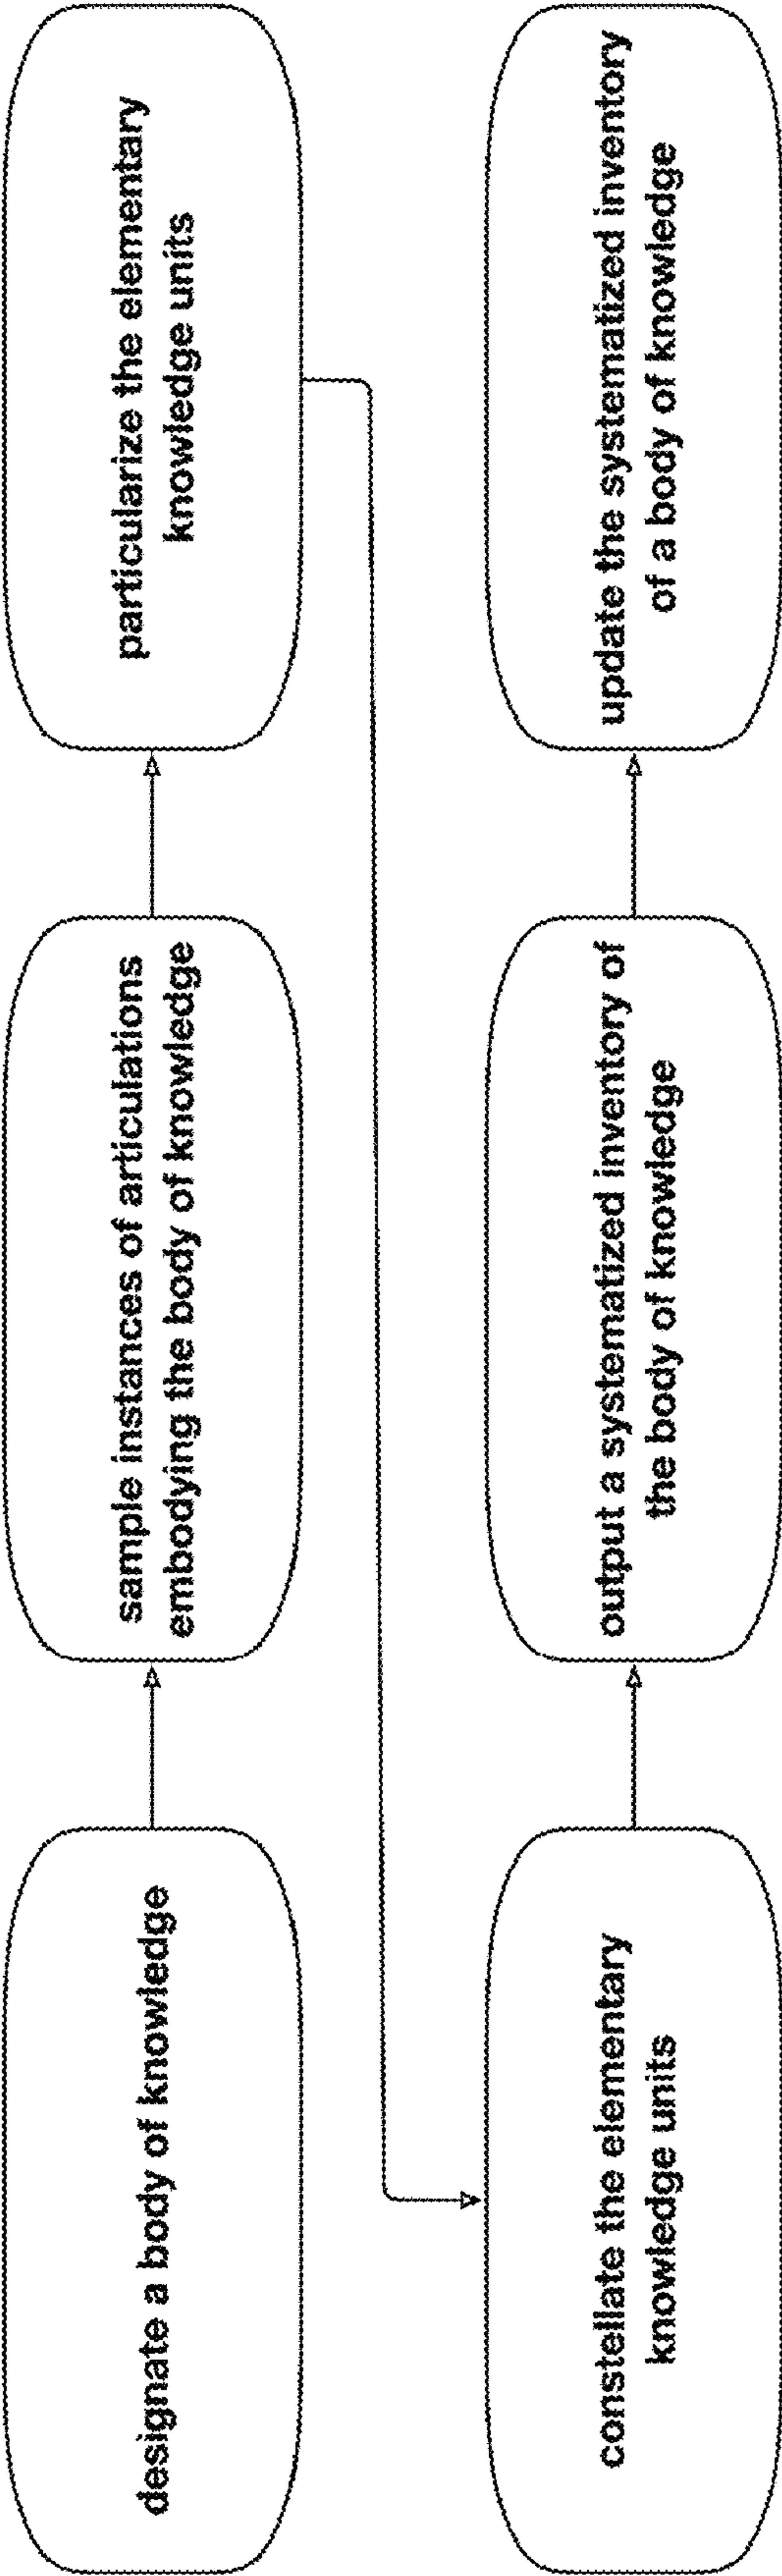 designate a body of knowledge
sample instances of articulations
embodying the body of knowledge
particularize the elementary
knowledge units
constellate the elementary
knowledge units
output a systematized inventory of
the body of knowledge
update the systematized inventory
of a body of knowledge